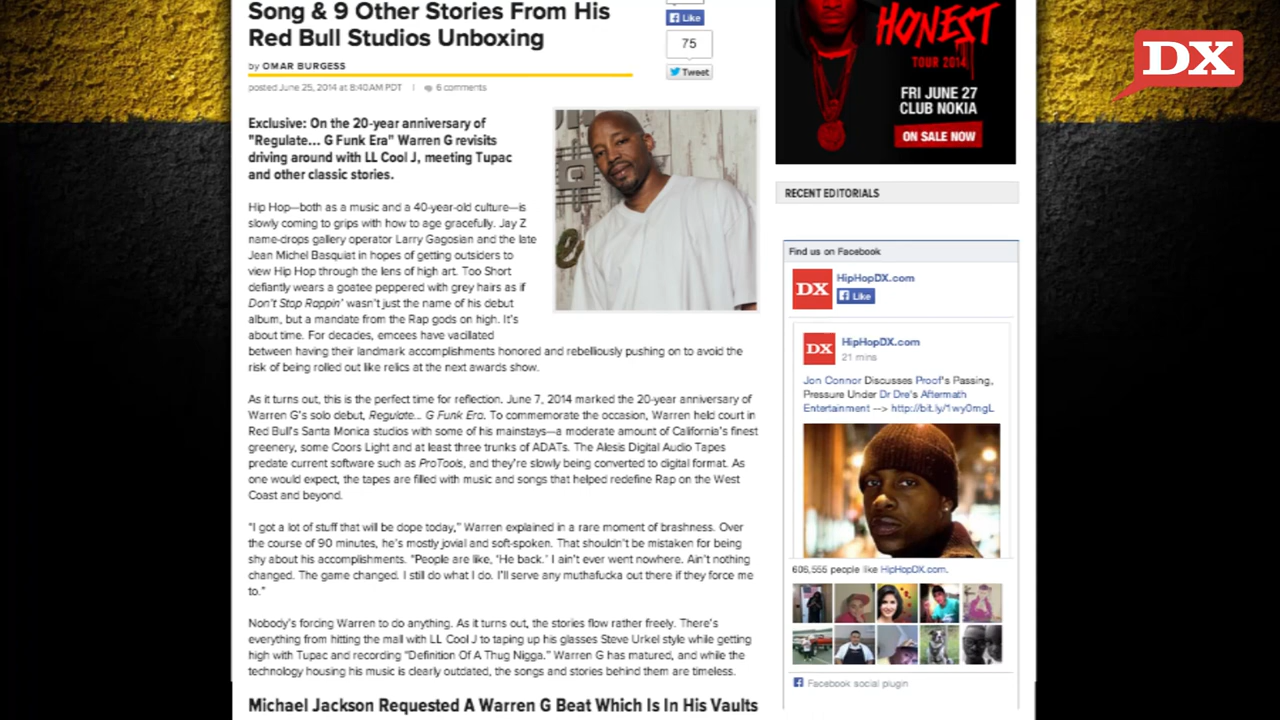 Song & 9 Other Stories From His
Red Bull Studios Unboxing
by OMAR BURGESS
posted June 25, 2014 at 8:40AM PDT | 6 comments
Like
75
Tweet
Exclusive: On the 20-year anniversary of
"Regulate... G Funk Era" Warren G revisits
driving around with LL Cool J, meeting Tupac
and other classic stories.
Hip Hop—both as a music and a 40-year-old culture—is
slowly coming to grips with how to age gracefully. Jay Z
name-drops gallery operator Larry Gagosian and the late
Jean Michel Basquiat in hopes of getting outsiders to
view Hip Hop through the lens of high art. Too Short
defiantly wears a goatee peppered with grey hairs as if
Don't Stop Rappin' wasn't just the name of his debut
album, but a mandate from the Rap gods on high. It's
about time. For decades, emcees have vacillated
between having their landmark accomplishments honored and rebelliously pushing on to avoid the
risk of being rolled out like relics at the next awards show.
As it turns out, this is the perfect time for reflection. June 7, 2014 marked the 20-year anniversary of
Warren G's solo debut, Regulate... G Funk Era. To commemorate the occasion, Warren held court in
Red Bull's Santa Monica studios with some of his mainstays—a moderate amount of California's finest
greenery, some Coors Light and at least three trunks of ADATs. The Alesis Digital Audio Tapes
predate current software such as ProTools, and they're slowly being converted to digital format. As
one would expect, the tapes are filled with music and songs that helped redefine Rap on the West
Coast and beyond.
"I got a lot of stuff that will be dope today," Warren explained in a rare moment of brashness. Over
the course of 90 minutes, he's mostly jovial and soft-spoken. That shouldn't be mistaken for being
shy about his accomplishments. "People are like, 'He back.' I ain't ever went nowhere. Ain't nothing
changed. The game changed. I still do what I do. I'll serve any muthafucka out there if they force me
to."
Nobody's forcing Warren to do anything. As it turns out, the stories flow rather freely. There's
everything from hitting the mall with LL Cool J to taping up his glasses Steve Urkel style while getting
high with Tupac and recording "Definition Of A Thug Nigga." Warren G has matured, and while the
technology housing his music is clearly outdated, the songs and stories behind them are timeless.
Michael Jackson Requested A Warren G Beat Which Is In His Vaults
HONEST
TOUR 2014
FRI JUNE 27
CLUB NOKIA
ON SALE NOW
RECENT EDITORIALS
Find us on Facebook
DX
HipHopDX.com
Like
DX
HipHopDX.com
21 mins
Jon Connor Discusses Proof's Passing,
Pressure Under Dr Dre's Aftermath
Entertainment --> http://bit.ly/1wy0mgL
606,555 people like HipHopDX.com.
Facebook social plugin
DX